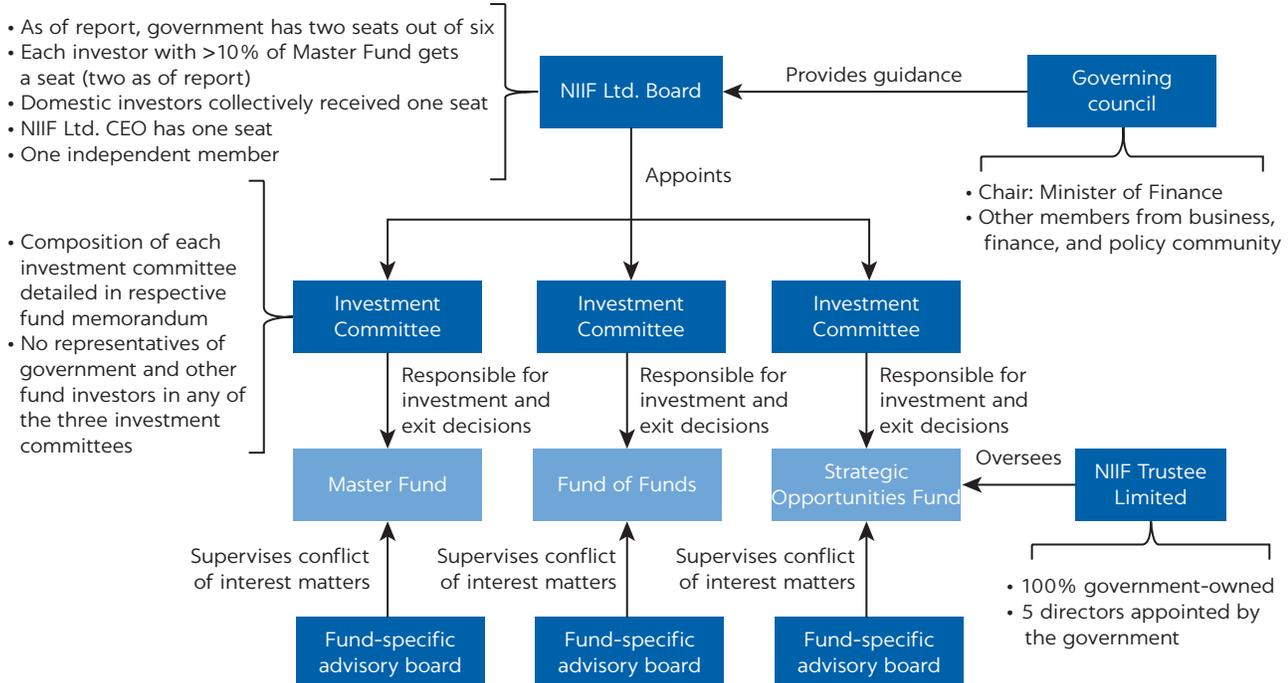 • As of report, government has two seats out of six
• Each investor with >10% of Master Fund gets
a seat (two as of report)
• Domestic investors collectively received one seat
• NIIF Ltd. CEO has one seat
• One independent member
NIIF Ltd. Board
Provides guidance
Governing
council
• Chair: Minister of Finance
• Other members from business,
finance, and policy community
Appoints
• Composition of each
investment committee
detailed in respective
fund memorandum
• No representatives of
government and other
fund investors in any of
the three investment
committees
Investment
Committee
Investment
Committee
Investment
Committee
Responsible for
investment and
exit decisions
Responsible for
investment and
exit decisions
Responsible for
investment and
exit decisions
Master Fund
Fund of Funds
Strategic
Opportunities Fund
Oversees
NIIF Trustee
Limited
• 100% government-owned
• 5 directors appointed by
the government
Supervises conflict
of interest matters
Supervises conflict
of interest matters
Supervises conflict
of interest matters
Fund-specific
advisory board
Fund-specific
advisory board
Fund-specific
advisory board